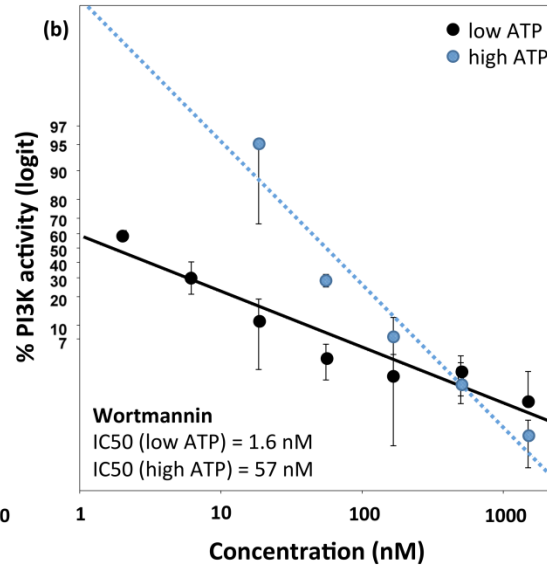 (b)
low ATP
high ATP
% PI3K activity (logit)
97
95
90
80
70
60
50
40
30
20
10
7
Wortmannin
IC50 (low ATP) = 1.6 nM
IC50 (high ATP) = 57 nM
0
1
10
100
1000
Concentration (nM)